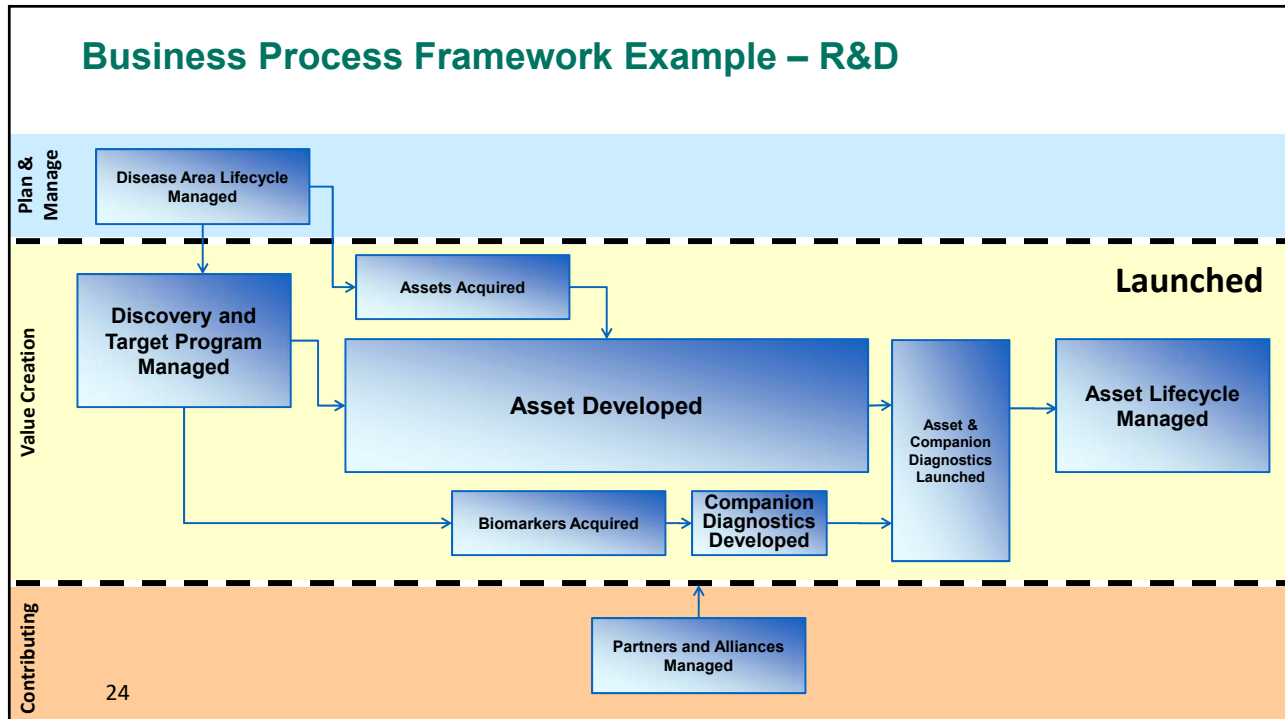 Business Process Framework Example – R&D
Plan &
Manage
Disease Area Lifecycle
Managed
Value Creation
Assets Acquired
Launched
Discovery and
Target Program
Managed
Asset Developed
Asset &
Companion
Diagnostics
Launched
Asset Lifecycle
Managed
Biomarkers Acquired
Companion
Diagnostics
Developed
Contributing
Partners and Alliances
Managed
24